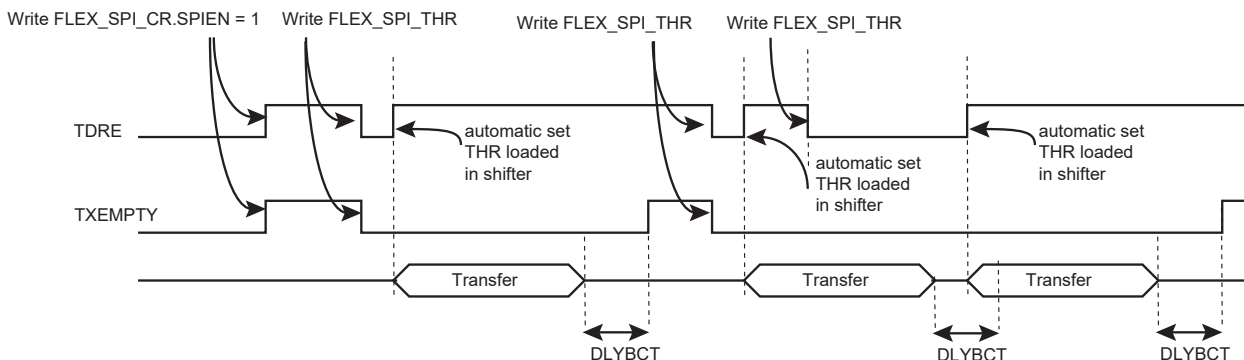 Write FLEX_SPI_CR.SPIEN = 1
Write FLEX_SPI_THR
Write FLEX_SPI_THR
Write FLEX_SPI_THR
TDRE
automatic set
THR loaded
in shifter
automatic set
THR loaded
in shifter
automatic set
THR loaded
in shifter
TXEMPTY
Transfer
Transfer
Transfer
DLYBCT
DLYBCT
DLYBCT